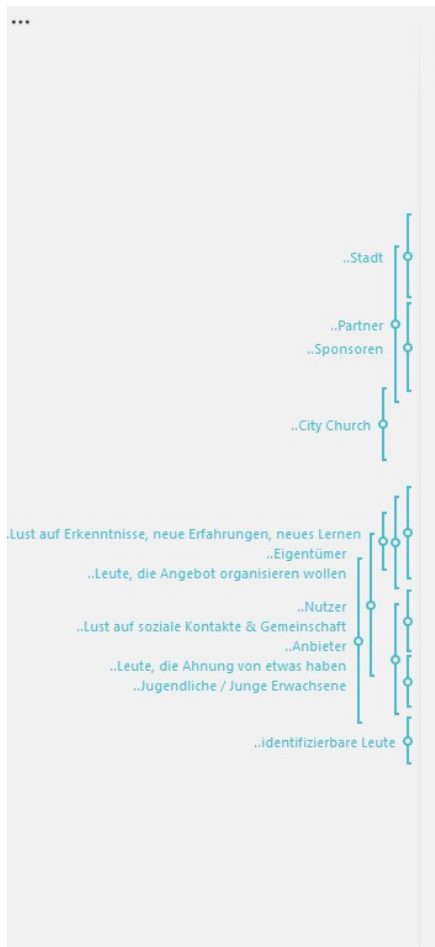 ...
..Stadt
..Partner
..Sponsoren
..City Church
..Lust auf Erkenntnisse, neue Erfahrungen, neues Lernen
..Eigentümer
..Leute, die Angebot organisieren wollen
..Nutzer
..Lust auf soziale Kontakte & Gemeinschaft
..Anbieter
..Leute, die Ahnung von etwas haben
..Jugendliche / Junge Erwachsene
..identifizierbare Leute